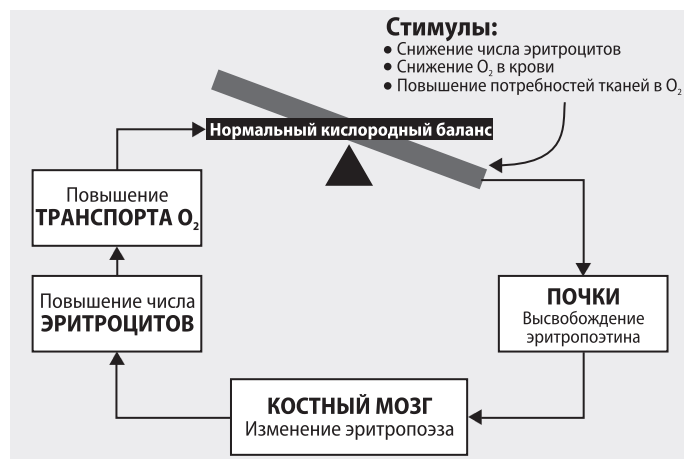 Стимулы:
● Снижение числа эритроцитов
● Снижение O₂ в крови
● Повышение потребностей тканей в O₂
Нормальный кислородный баланс
Повышение
ТРАНСПОРТА O₂
Повышение числа
ЭРИТРОЦИТОВ
ПОЧКИ
Высвобождение
эритропоэтина
КОСТНЫЙ МОЗГ
Изменение эритропоэза